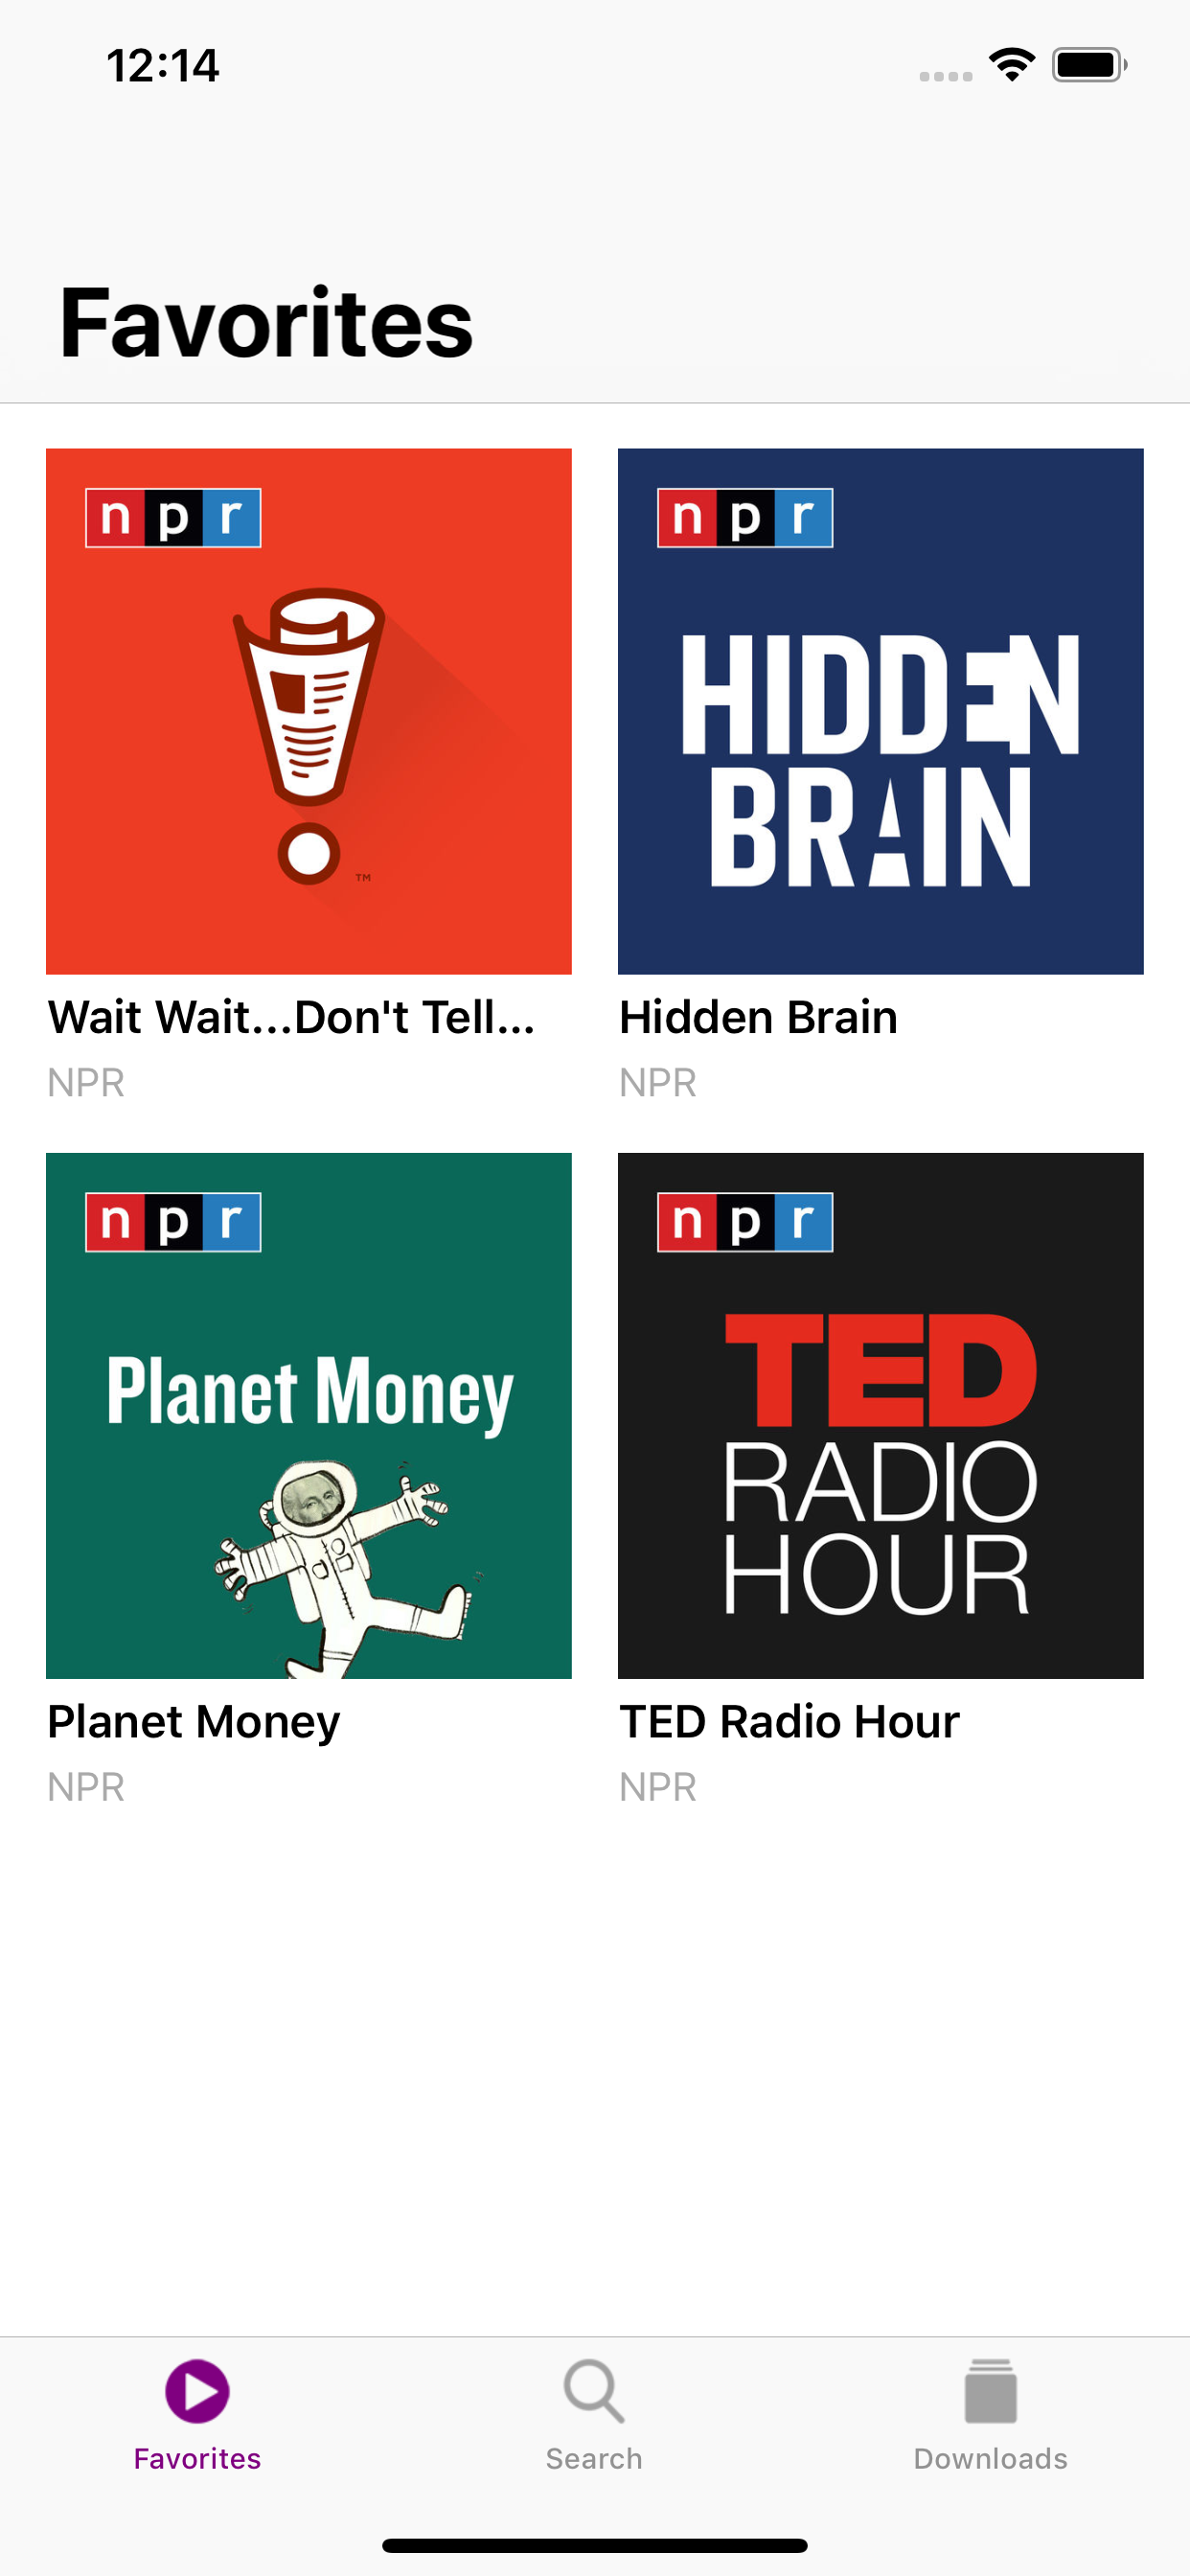 12:14
Favorites
npr
npr
HIDDEN
BRAIN
TM
Wait Wait...Don't Tell...
Hidden Brain
NPR
NPR
npr
npr
Planet Money
TED
RADIO
HOUR
Planet Money
TED Radio Hour
NPR
NPR
Favorites
Search
Downloads